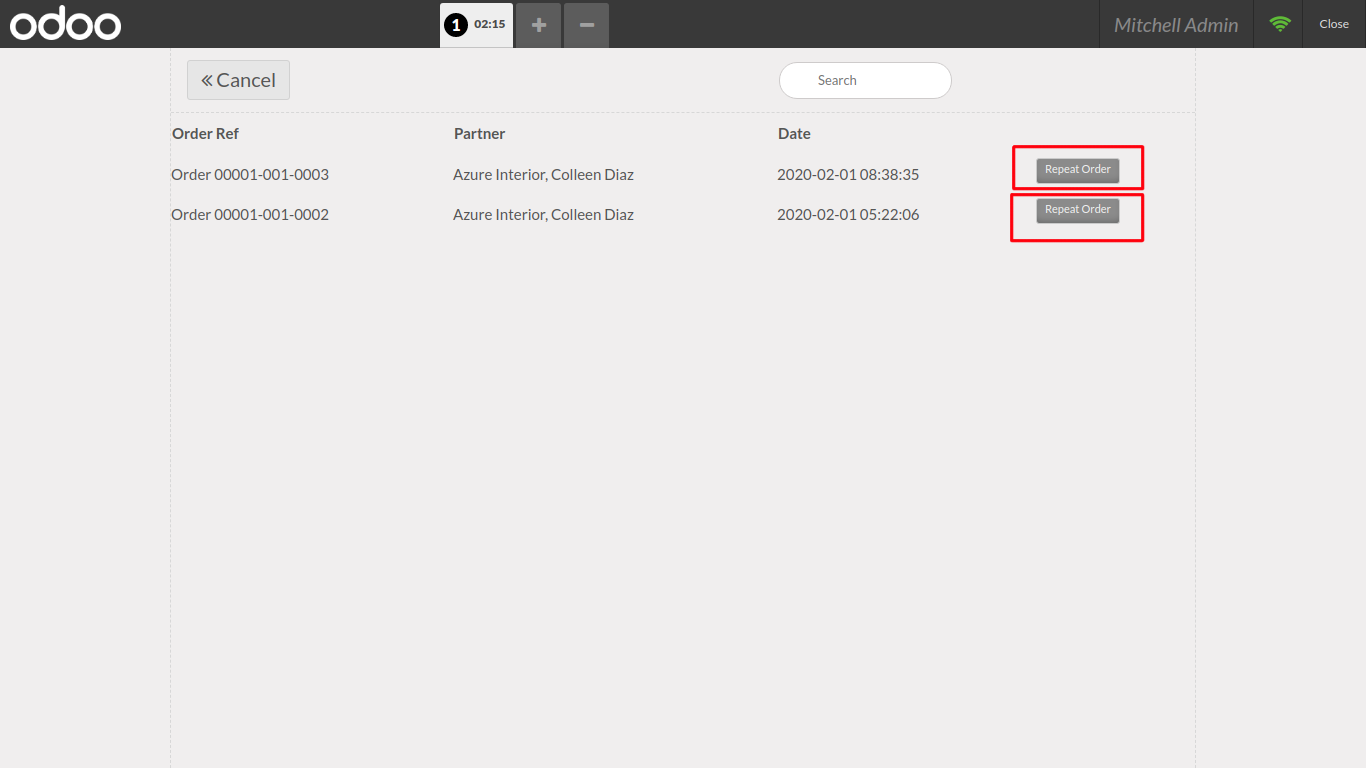 odoo
1 02:15
Mitchell Admin
Close
Cancel
Search
Order Ref Partner Date
Order 00001-001-0003 Azure Interior, Colleen Diaz 2020-02-01 08:38:35 Repeat Order
Order 00001-001-0002 Azure Interior, Colleen Diaz 2020-02-01 05:22:06 Repeat Order